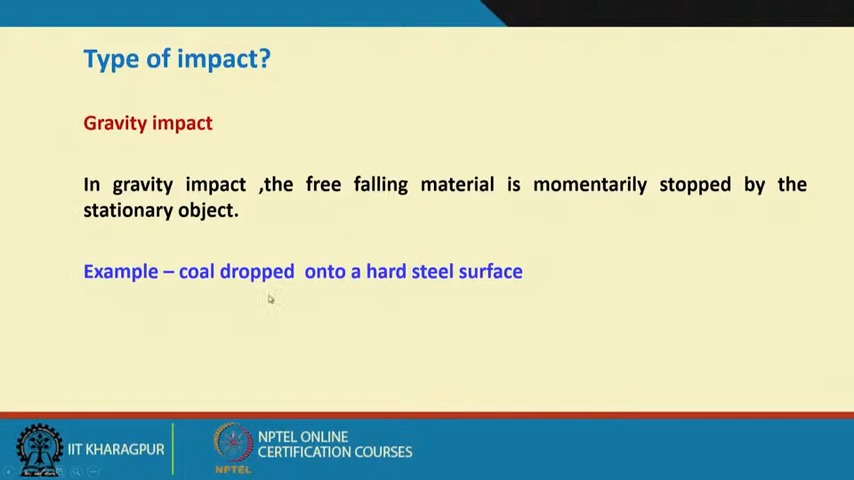 Type of impact?
Gravity impact
In gravity impact ,the free falling material is momentarily stopped by the
stationary object.
Example – coal dropped onto a hard steel surface
IIT KHARAGPUR
NPTEL
NPTEL ONLINE
CERTIFICATION COURSES